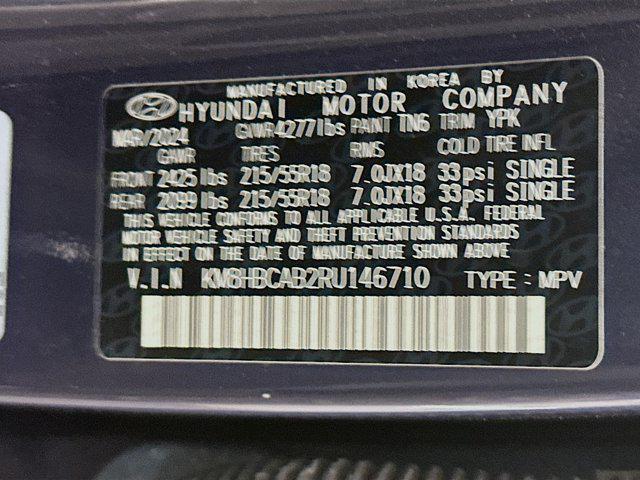 MANUFACTURED IN KOREA BY
HYUNDAI MOTOR COMPANY
MAR/2024 GVWR4277lbs PAINT TN6 TRIM YPK
GAWR TIRES RMS COLD TIRE INFL
FRONT 2425 lbs 215/55R18 7.0JX18 33psi SINGLE
REAR 2099 lbs 215/55R18 7.0JX18 33psi SINGLE
THIS VEHICLE CONFORMS TO ALL APPLICABLE U.S.A. FEDERAL
MOTOR VEHICLE SAFETY AND THEFT PREVENTION STANDARDS
IN EFFECT ON THE DATE OF MANUFACTURE SHOWN ABOVE
V.I.N KM8HBCAB2RU146710 TYPE : MPV